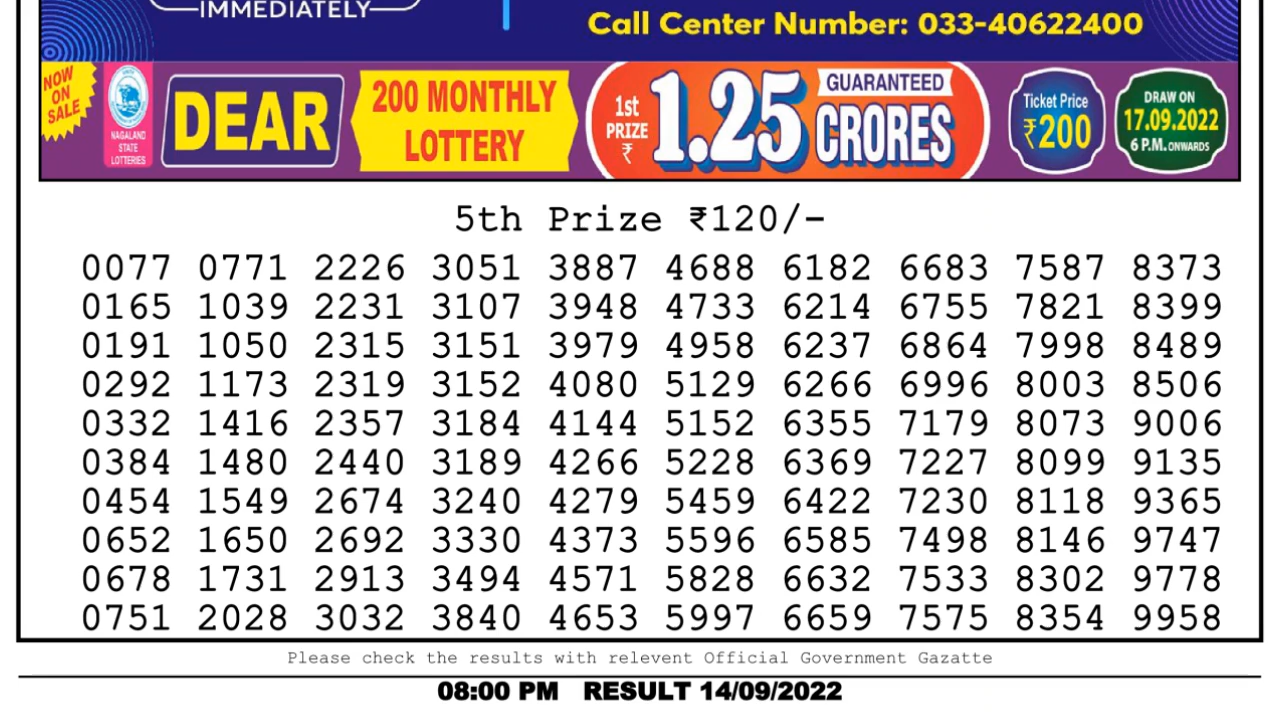 IMMEDIATELY
Call Center Number: 033-40622400
NOW
ON
SALE
NAGALAND
STATE
LOTTERIES
DEAR
200 MONTHLY
LOTTERY
1st
PRIZE
₹
1.25
GUARANTEED
CRORES
Ticket Price
₹200
DRAW ON
17.09.2022
6 P.M. ONWARDS
5th Prize ₹120/-
0077 0771 2226 3051 3887 4688 6182 6683 7587 8373
0165 1039 2231 3107 3948 4733 6214 6755 7821 8399
0191 1050 2315 3151 3979 4958 6237 6864 7998 8489
0292 1173 2319 3152 4080 5129 6266 6996 8003 8506
0332 1416 2357 3184 4144 5152 6355 7179 8073 9006
0384 1480 2440 3189 4266 5228 6369 7227 8099 9135
0454 1549 2674 3240 4279 5459 6422 7230 8118 9365
0652 1650 2692 3330 4373 5596 6585 7498 8146 9747
0678 1731 2913 3494 4571 5828 6632 7533 8302 9778
0751 2028 3032 3840 4653 5997 6659 7575 8354 9958
Please check the results with relevent Official Government Gazatte
08:00 PM RESULT 14/09/2022